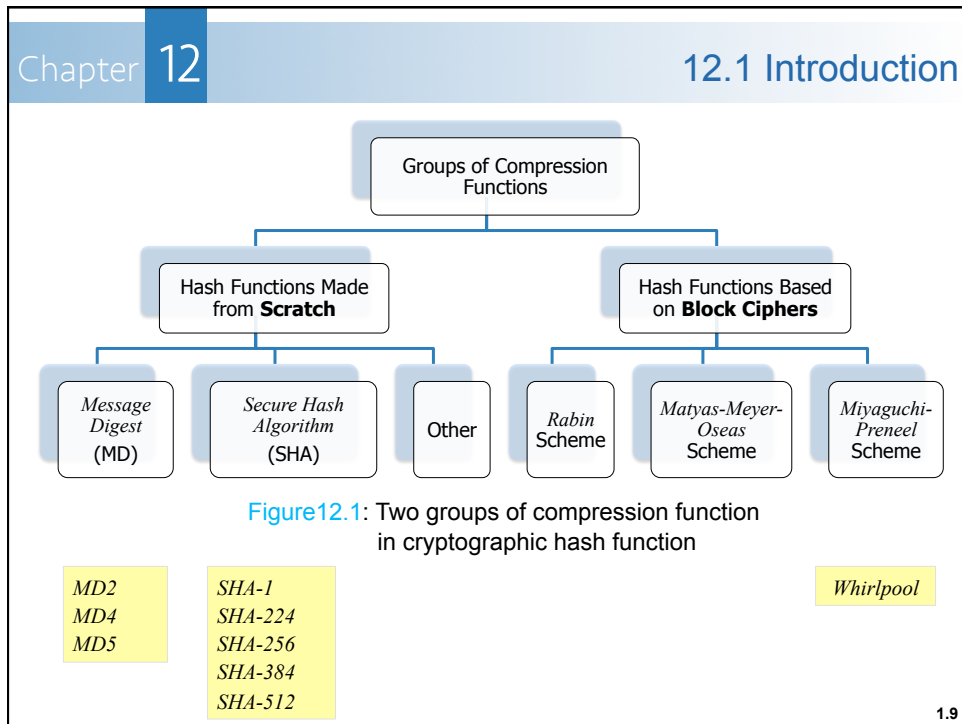 Chapter 12
12.1 Introduction
Groups of Compression
Functions
Hash Functions Made
from Scratch
Hash Functions Based
on Block Ciphers
Message
Digest
(MD)
Secure Hash
Algorithm
(SHA)
Other
Rabin
Scheme
Matyas-Meyer-
Oseas
Scheme
Miyaguchi-
Preneel
Scheme
Figure12.1: Two groups of compression function
in cryptographic hash function
MD2
MD4
MD5
SHA-1
SHA-224
SHA-256
SHA-384
SHA-512
Whirlpool
1.9